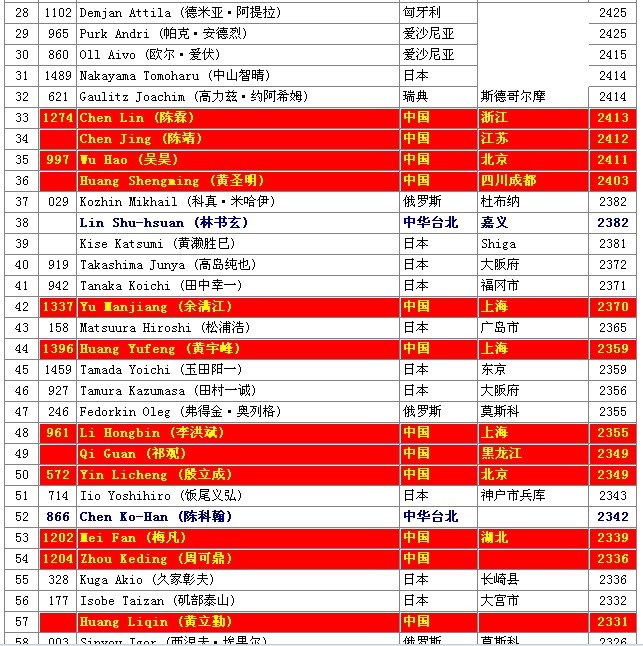 28 1102 Demjan Attila (德米亚·阿提拉) 匈牙利 2425
29 965 Purk Andri (帕克·安德烈) 爱沙尼亚 2425
30 860 Oll Aivo (欧尔·爱伏) 爱沙尼亚 2415
31 1489 Nakayama Tomoharu (中山智晴) 日本 2414
32 621 Gaulitz Joachim (高力兹·约阿希姆) 瑞典 斯德哥尔摩 2414
33 1274 Chen Lin (陈霖) 中国 浙江 2413
34 Chen Jing (陈靖) 中国 江苏 2412
35 997 Wu Hao (吴昊) 中国 北京 2411
36 Huang Shengming (黄圣明) 中国 四川成都 2403
37 029 Kozhin Mikhail (科真·米哈伊) 俄罗斯 杜布纳 2382
38 Lin Shu-hsuan (林书玄) 中华台北 嘉义 2382
39 Kise Katsumi (黄濑胜巳) 日本 Shiga 2381
40 919 Takashima Junya (高岛纯也) 日本 大阪府 2372
41 942 Tanaka Koichi (田中幸一) 日本 福冈市 2371
42 1337 Yu Manjiang (余满江) 中国 上海 2370
43 158 Matsuura Hiroshi (松浦浩) 日本 广岛市 2365
44 1396 Huang Yufeng (黄宇峰) 中国 上海 2359
45 1459 Tamada Yoichi (玉田阳一) 日本 东京 2359
46 927 Tamura Kazumasa (田村一诚) 日本 大阪府 2356
47 246 Fedorkin Oleg (弗得金·奥列格) 俄罗斯 莫斯科 2355
48 961 Li Hongbin (李洪斌) 中国 上海 2355
49 Qi Guan (祁观) 中国 黑龙江 2349
50 572 Yin Licheng (殷立成) 中国 北京 2349
51 714 Iio Yoshihiro (饭尾义弘) 日本 神户市兵库 2343
52 866 Chen Ko-Han (陈科翰) 中华台北 2342
53 1202 Mei Fan (梅凡) 中国 湖北 2339
54 1204 Zhou Keding (周可鼎) 中国 2336
55 328 Kuga Akio (久家彰夫) 日本 长崎县 2336
56 177 Isobe Taizan (矶部泰山) 日本 大宫市 2332
57 Huang Liqin (黄立勤) 中国 2331
58 003 Sinyou Igor 俄罗斯 莫斯科 2326